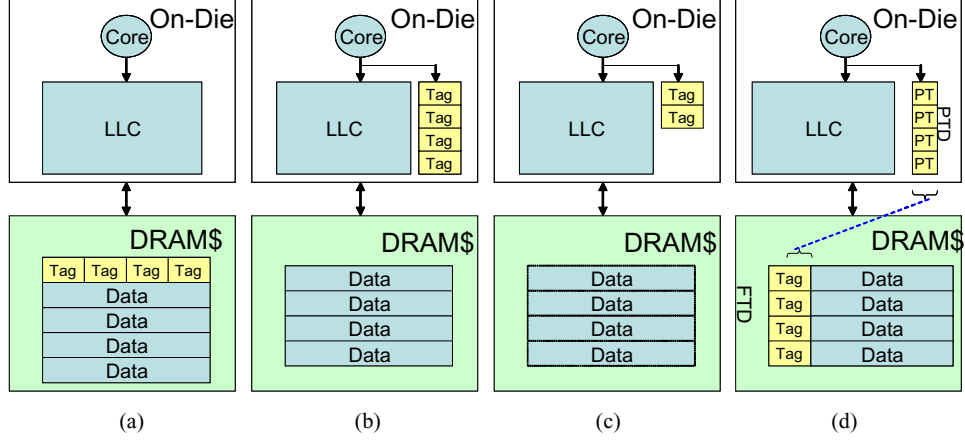 On-Die
Core
LLC
DRAM$
Tag Tag Tag Tag
Data
Data
Data
Data
(a)
On-Die
Core
Tag
Tag
Tag
Tag
LLC
DRAM$
Data
Data
Data
Data
(b)
On-Die
Core
Tag
Tag
LLC
DRAM$
Data
Data
Data
Data
(c)
On-Die
Core
PT
PT
PT
PT
PTD
LLC
DRAM$
FTD
Tag Data
Tag Data
Tag Data
Tag Data
(d)